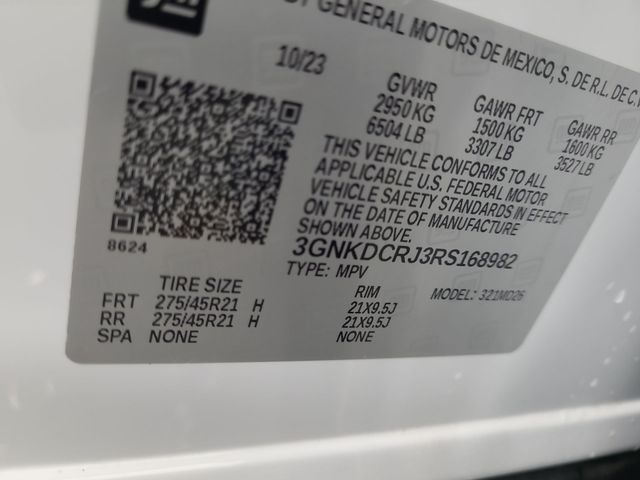 BY GENERAL MOTORS DE MEXICO, S. DE R.L. DE C.V
10/23
GVWR
2950 KG
6504 LB
GAWR FRT
1500 KG
3307 LB
GAWR RR
1600 KG
3527 LB
THIS VEHICLE CONFORMS TO ALL
APPLICABLE U.S. FEDERAL MOTOR
VEHICLE SAFETY STANDARDS IN EFFECT
ON THE DATE OF MANUFACTURE
SHOWN ABOVE.
8624
3GNKDCRJ3RS168982
TYPE: MPV
MODEL: 321MD26
TIRE SIZE
RIM
FRT 275/45R21 H 21X9.5J
RR 275/45R21 H 21X9.5J
SPA NONE NONE